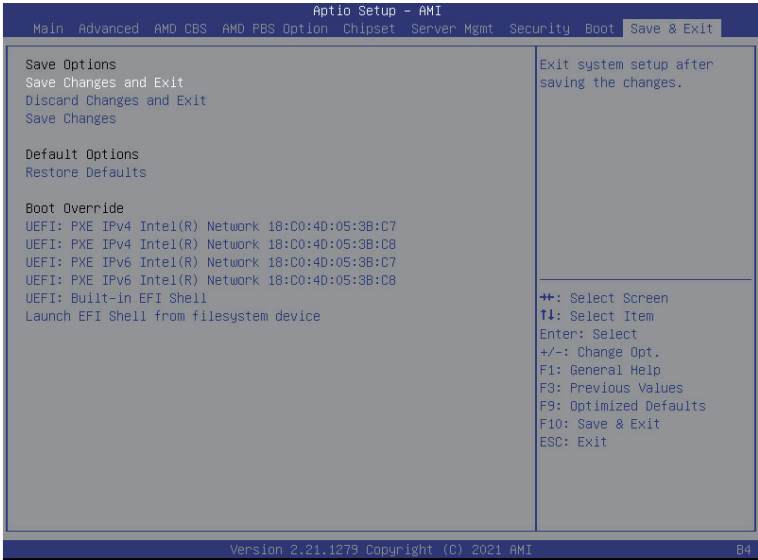 Aptio Setup – AMI
Main Advanced AMD CBS AMD PBS Option Chipset Server Mgmt Security Boot Save & Exit
Save Options
Save Changes and Exit
Discard Changes and Exit
Save Changes
Default Options
Restore Defaults
Boot Override
UEFI: PXE IPv4 Intel(R) Network 18:C0:4D:05:3B:C7
UEFI: PXE IPv4 Intel(R) Network 18:C0:4D:05:3B:C8
UEFI: PXE IPv6 Intel(R) Network 18:C0:4D:05:3B:C7
UEFI: PXE IPv6 Intel(R) Network 18:C0:4D:05:3B:C8
UEFI: Built-in EFI Shell
Launch EFI Shell from filesystem device
Exit system setup after
saving the changes.
→←: Select Screen
↑↓: Select Item
Enter: Select
+/-: Change Opt.
F1: General Help
F3: Previous Values
F9: Optimized Defaults
F10: Save & Exit
ESC: Exit
Version 2.21.1279 Copyright (C) 2021 AMI
B4